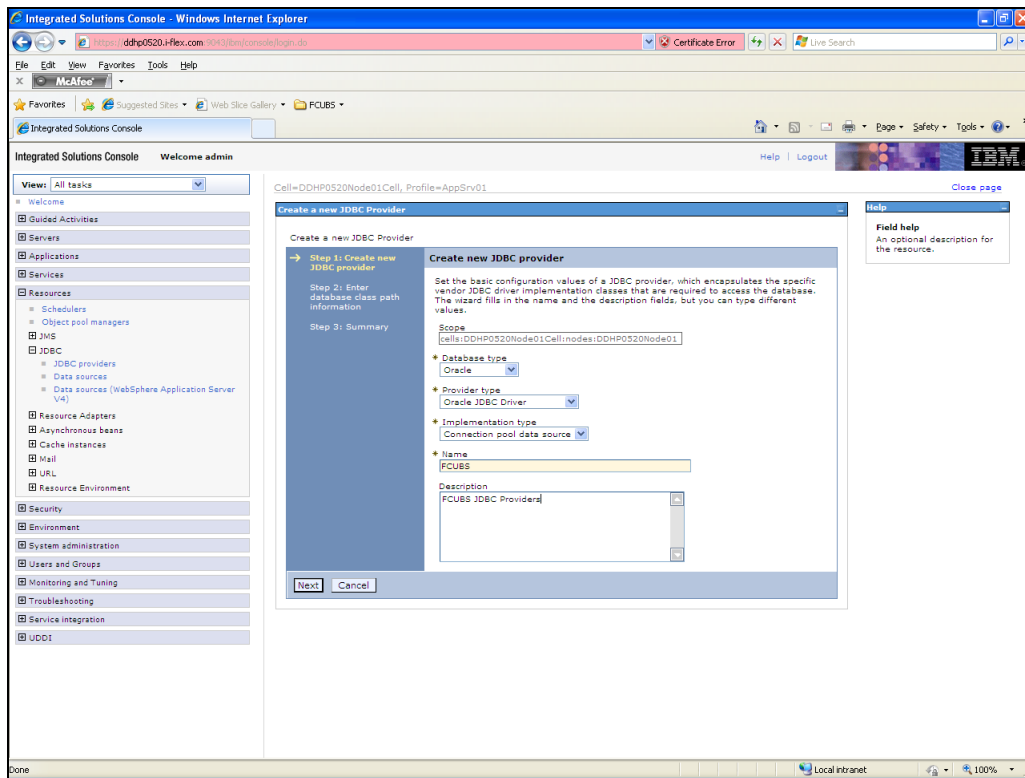 Integrated Solutions Console - Windows Internet Explorer
https://ddhp0520.i-flex.com:9043/ibm/console/login.do
Certificate Error
Live Search
File Edit View Favorites Tools Help
x McAfee
Favorites Suggested Sites Web Slice Gallery FCUBS
Integrated Solutions Console
Page Safety Tools
Integrated Solutions Console Welcome admin
Help | Logout
IBM
View: All tasks
Welcome
Guided Activities
Servers
Applications
Services
Resources
Schedulers
Object pool managers
JMS
JDBC
JDBC providers
Data sources
Data sources (WebSphere Application Server
V4)
Resource Adapters
Asynchronous beans
Cache instances
Mail
URL
Resource Environment
Security
Environment
System administration
Users and Groups
Monitoring and Tuning
Troubleshooting
Service integration
UDDI
Cell=DDHP0520Node01Cell, Profile=AppSrv01
Close page
Create a new JDBC Provider
Create a new JDBC Provider
Step 1: Create new
JDBC provider
Step 2: Enter
database class path
information
Step 3: Summary
Create new JDBC provider
Set the basic configuration values of a JDBC provider, which encapsulates the specific
vendor JDBC driver implementation classes that are required to access the database.
The wizard fills in the name and the description fields, but you can type different
values.
Scope
cells:DDHP0520Node01Cell:nodes:DDHP0520Node01
* Database type
Oracle
* Provider type
Oracle JDBC Driver
* Implementation type
Connection pool data source
* Name
FCUBS
Description
FCUBS JDBC Providers
Next Cancel
Help
Field help
An optional description for
the resource.
Done
Local intranet
100%